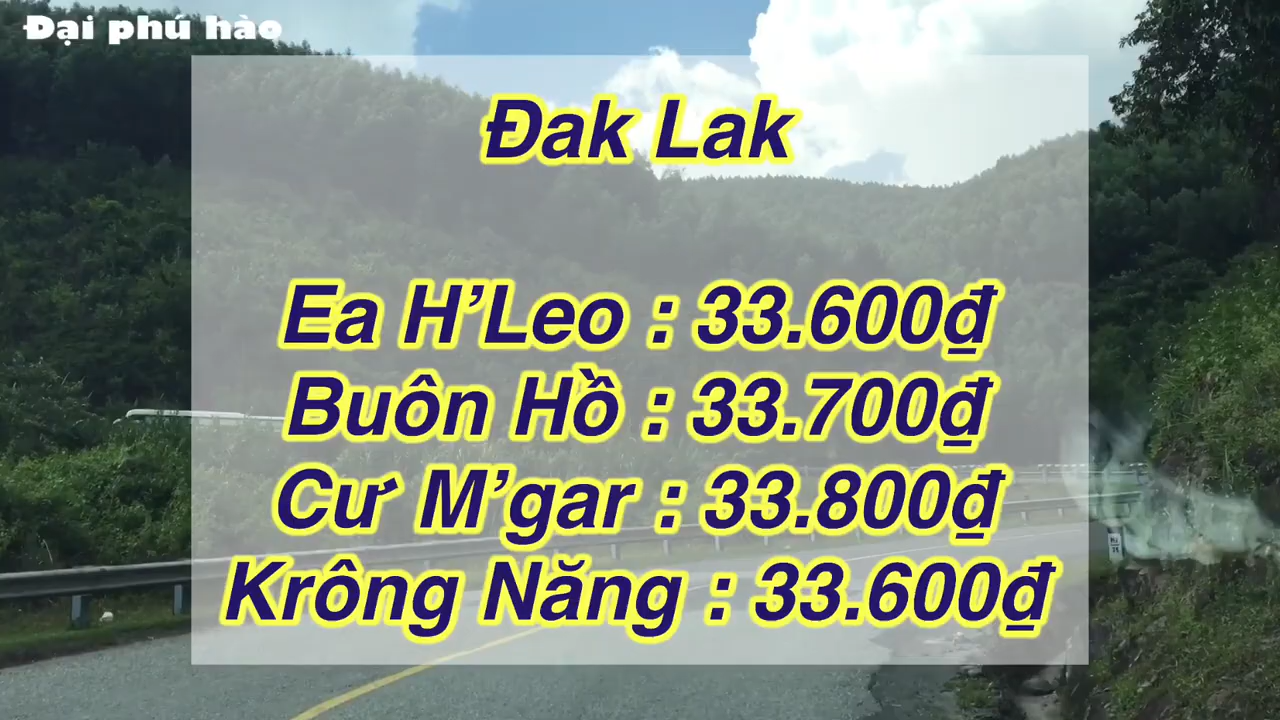 Đại phú hào
Đak Lak
Ea H’Leo : 33.600₫
Buôn Hồ : 33.700₫
Cư M’gar : 33.800₫
Krông Năng : 33.600₫